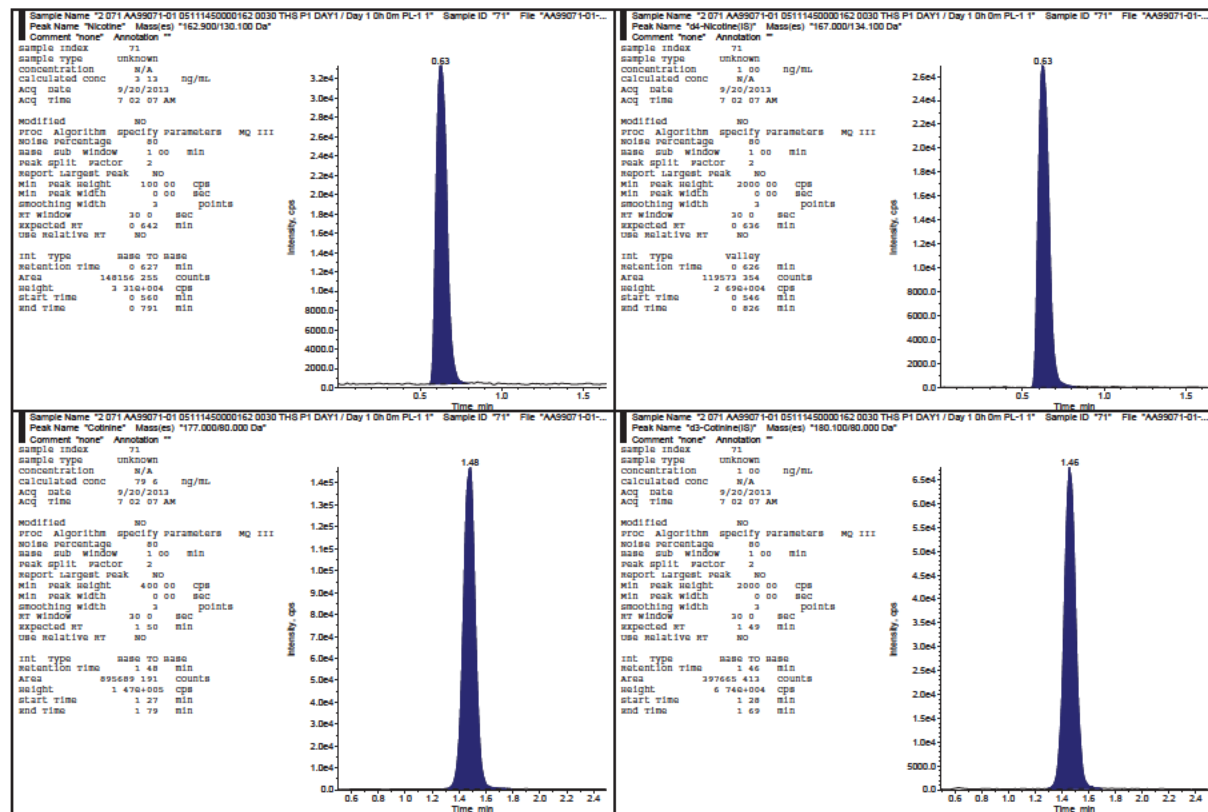 Sample Name "2 071 AA99071-01 05111450000162 0030 THS P1 DAY1 / Day 1 0h 0m PL-1 1" Sample ID "71" File "AA99071-01-...
Peak Name "Nicotine" Mass(es) "162.900/130.100 Da"
Comment "none" Annotation ""
Sample Index 71
Sample Type Unknown
Concentration N/A
Calculated Conc 3 13 ng/mL
Acq Date 9/20/2013
Acq Time 7 02 07 AM
Modified NO
Proc Algorithm Specify Parameters MQ III
Noise Percentage 80
Base Sub Window 1 00 min
Peak Split Factor 2
Report Largest Peak NO
Min Peak Height 100 00 cps
Min Peak Width 0 00 sec
Smoothing Width 3 points
RT Window 30 0 sec
Expected RT 0 642 min
Use Relative RT NO
Int Type Base To Base
Retention Time 0 627 min
Area 148156 255 counts
Height 3 31e+004 cps
Start Time 0 560 min
End Time 0 791 min
0.63
Intensity, cps
3.2e4
3.0e4
2.8e4
2.6e4
2.4e4
2.2e4
2.0e4
1.8e4
1.6e4
1.4e4
1.2e4
1.0e4
8000.0
6000.0
4000.0
2000.0
0.0
0.5 1.0 1.5
Time min
Sample Name "2 071 AA99071-01 05111450000162 0030 THS P1 DAY1 / Day 1 0h 0m PL-1 1" Sample ID "71" File "AA99071-01-...
Peak Name "d4-Nicotine(IS)" Mass(es) "167.000/134.100 Da"
Comment "none" Annotation ""
Sample Index 71
Sample Type Unknown
Concentration 1 00 ng/mL
Calculated Conc N/A
Acq Date 9/20/2013
Acq Time 7 02 07 AM
Modified NO
Proc Algorithm Specify Parameters MQ III
Noise Percentage 80
Base Sub Window 1 00 min
Peak Split Factor 2
Report Largest Peak NO
Min Peak Height 2000 00 cps
Min Peak Width 0 00 sec
Smoothing Width 3 points
RT Window 30 0 sec
Expected RT 0 636 min
Use Relative RT NO
Int Type Valley
Retention Time 0 626 min
Area 119573 354 counts
Height 2 69e+004 cps
Start Time 0 546 min
End Time 0 826 min
0.63
Intensity, cps
2.6e4
2.4e4
2.2e4
2.0e4
1.8e4
1.6e4
1.4e4
1.2e4
1.0e4
8000.0
6000.0
4000.0
2000.0
0.0
0.5 1.0 1.5
Time min
Sample Name "2 071 AA99071-01 05111450000162 0030 THS P1 DAY1 / Day 1 0h 0m PL-1 1" Sample ID "71" File "AA99071-01-...
Peak Name "Cotinine" Mass(es) "177.000/80.000 Da"
Comment "none" Annotation ""
Sample Index 71
Sample Type Unknown
Concentration N/A
Calculated Conc 79 6 ng/mL
Acq Date 9/20/2013
Acq Time 7 02 07 AM
Modified NO
Proc Algorithm Specify Parameters MQ III
Noise Percentage 80
Base Sub Window 1 00 min
Peak Split Factor 2
Report Largest Peak NO
Min Peak Height 400 00 cps
Min Peak Width 0 00 sec
Smoothing Width 3 points
RT Window 30 0 sec
Expected RT 1 50 min
Use Relative RT NO
Int Type Base To Base
Retention Time 1 48 min
Area 895689 191 counts
Height 1 47e+005 cps
Start Time 1 27 min
End Time 1 79 min
1.48
Intensity, cps
1.4e5
1.3e5
1.2e5
1.1e5
1.0e5
9.0e4
8.0e4
7.0e4
6.0e4
5.0e4
4.0e4
3.0e4
2.0e4
1.0e4
0.0
0.6 0.8 1.0 1.2 1.4 1.6 1.8 2.0 2.2 2.4
Time min
Sample Name "2 071 AA99071-01 05111450000162 0030 THS P1 DAY1 / Day 1 0h 0m PL-1 1" Sample ID "71" File "AA99071-01-...
Peak Name "d3-Cotinine(IS)" Mass(es) "180.100/80.000 Da"
Comment "none" Annotation ""
Sample Index 71
Sample Type Unknown
Concentration 1 00 ng/mL
Calculated Conc N/A
Acq Date 9/20/2013
Acq Time 7 02 07 AM
Modified NO
Proc Algorithm Specify Parameters MQ III
Noise Percentage 80
Base Sub Window 1 00 min
Peak Split Factor 2
Report Largest Peak NO
Min Peak Height 2000 00 cps
Min Peak Width 0 00 sec
Smoothing Width 3 points
RT Window 30 0 sec
Expected RT 1 49 min
Use Relative RT NO
Int Type Base To Base
Retention Time 1 46 min
Area 397665 413 counts
Height 6 74e+004 cps
Start Time 1 28 min
End Time 1 69 min
1.46
Intensity, cps
6.5e4
6.0e4
5.5e4
5.0e4
4.5e4
4.0e4
3.5e4
3.0e4
2.5e4
2.0e4
1.5e4
1.0e4
5000.0
0.0
0.6 0.8 1.0 1.2 1.4 1.6 1.8 2.0 2.2 2.4
Time min